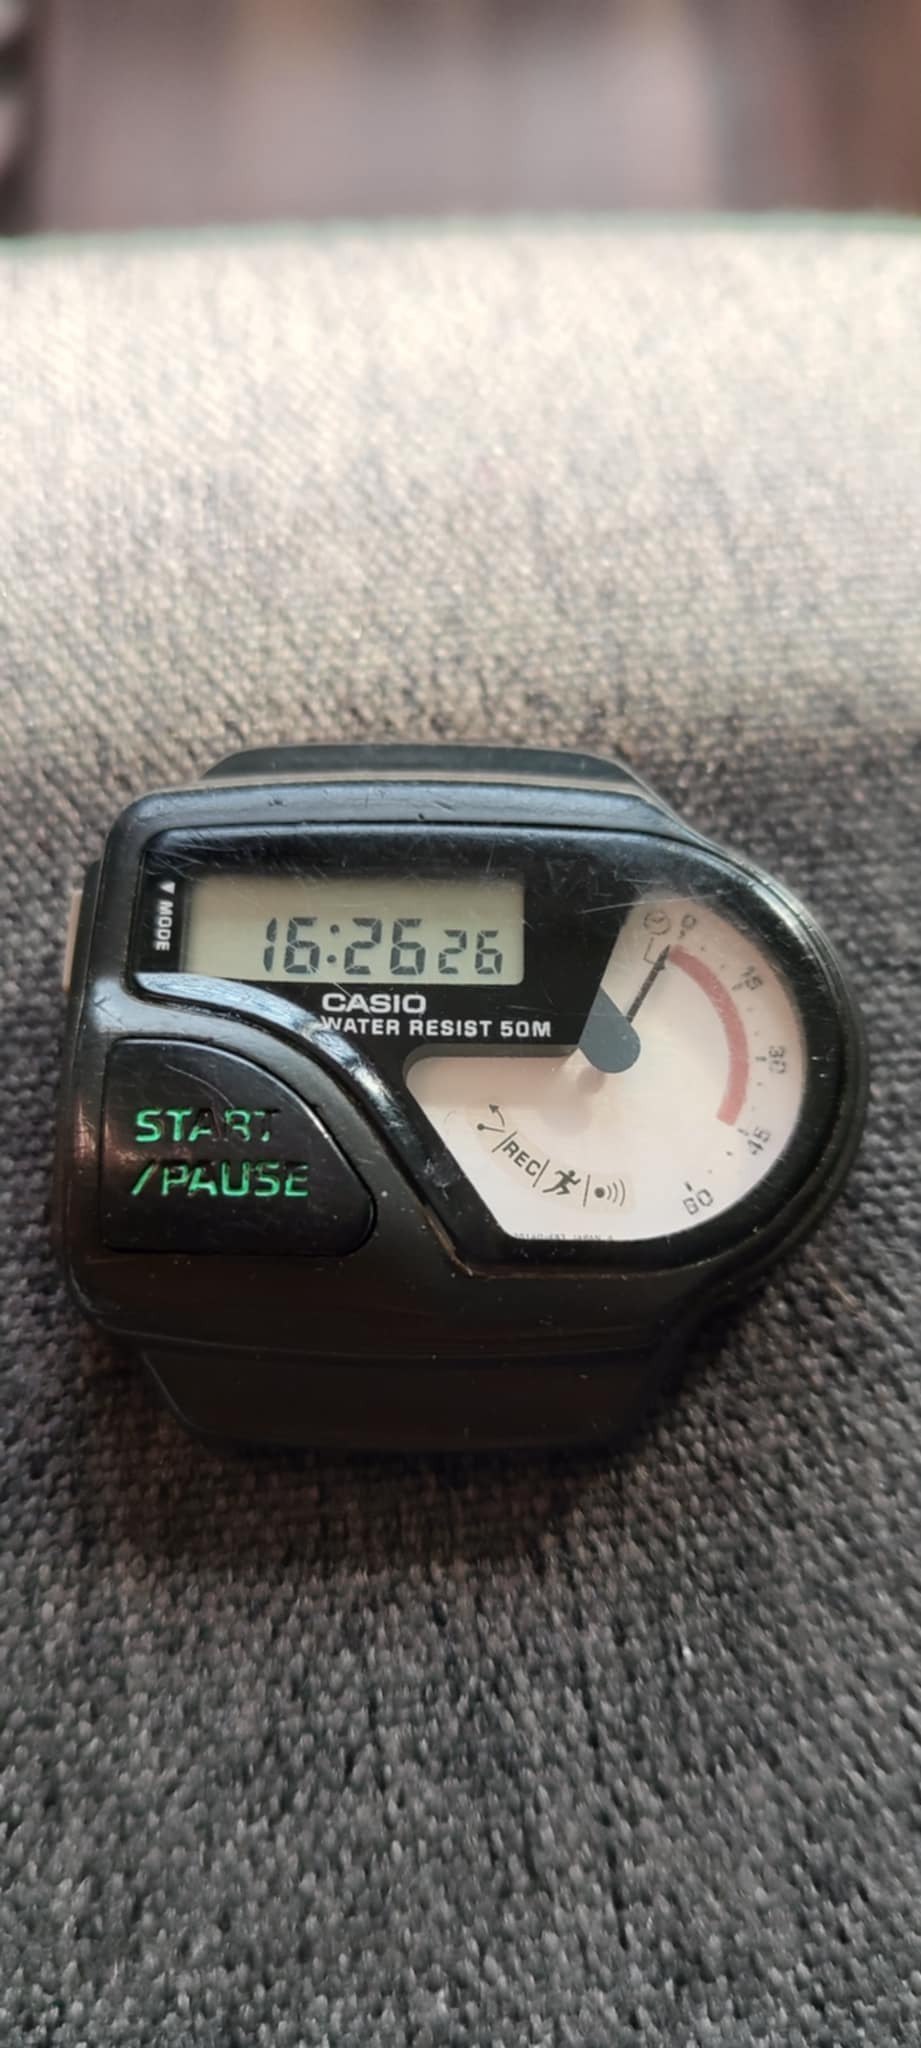 ▼ MODE
16:26 26
CASIO
WATER RESIST 50M
START
/PAUSE
0
15
30
45
60
REC